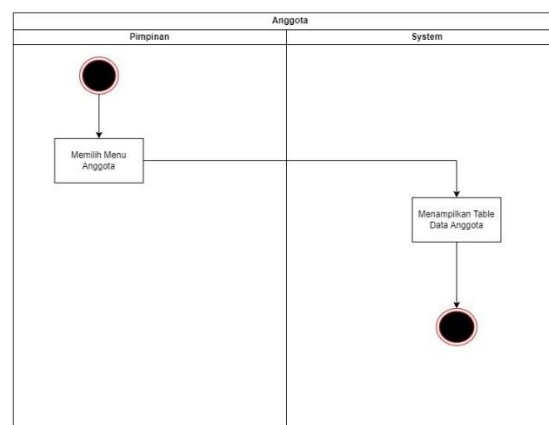 Anggota
Pimpinan
System
Memilih Menu
Anggota
Menampilkan Table
Data Anggota